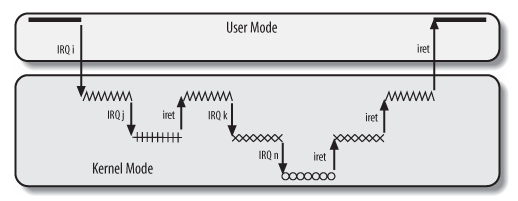 User Mode
IRQ i
iret
IRQ j
iret
IRQ k
iret
IRQ n
iret
Kernel Mode